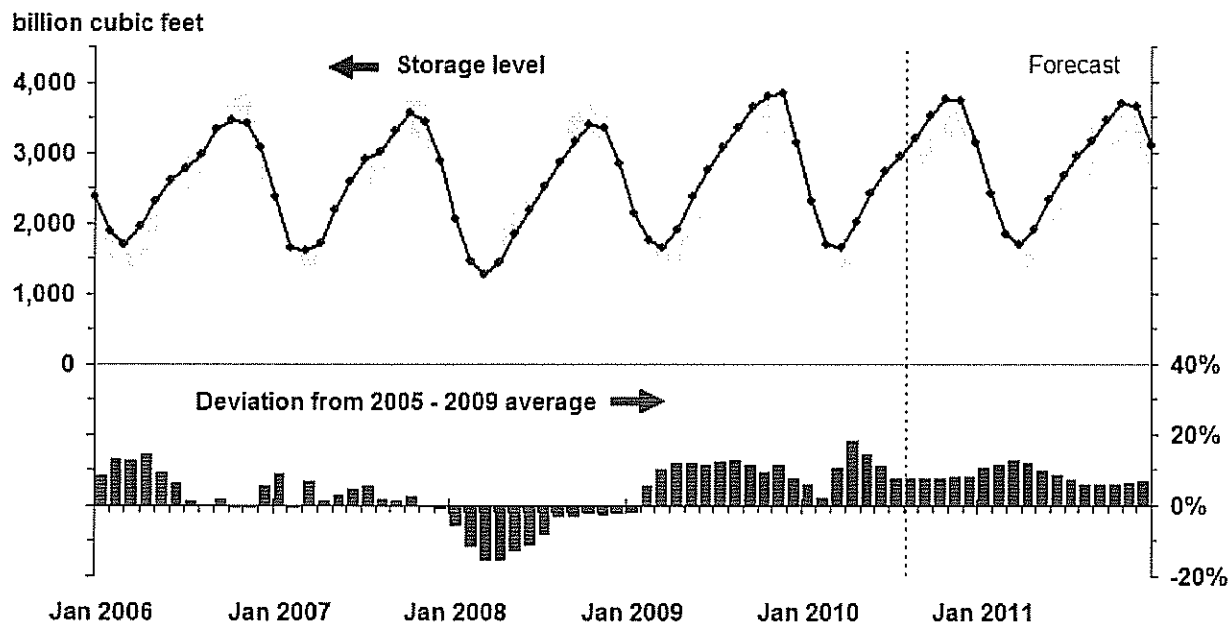 billion cubic feet
Storage level
Forecast
4,000
3,000
2,000
1,000
0
40%
Deviation from 2005 - 2009 average
20%
0%
-20%
Jan 2006 Jan 2007 Jan 2008 Jan 2009 Jan 2010 Jan 2011